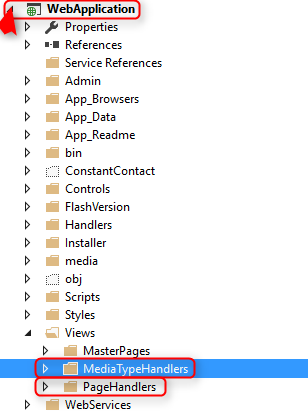 WebApplication
Properties
References
Service References
Admin
App_Browsers
App_Data
App_Readme
bin
ConstantContact
Controls
FlashVersion
Handlers
Installer
media
obj
Scripts
Styles
Views
MasterPages
MediaTypeHandlers
PageHandlers
WebServices